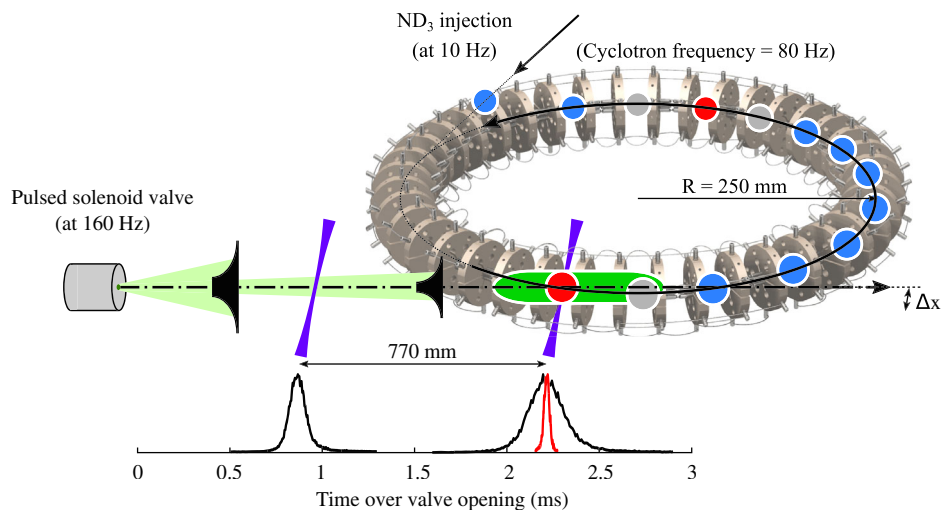 ND₃ injection
(at 10 Hz)
(Cyclotron frequency = 80 Hz)
Pulsed solenoid valve
(at 160 Hz)
R = 250 mm
Δx
770 mm
0 0.5 1 1.5 2 2.5 3
Time over valve opening (ms)